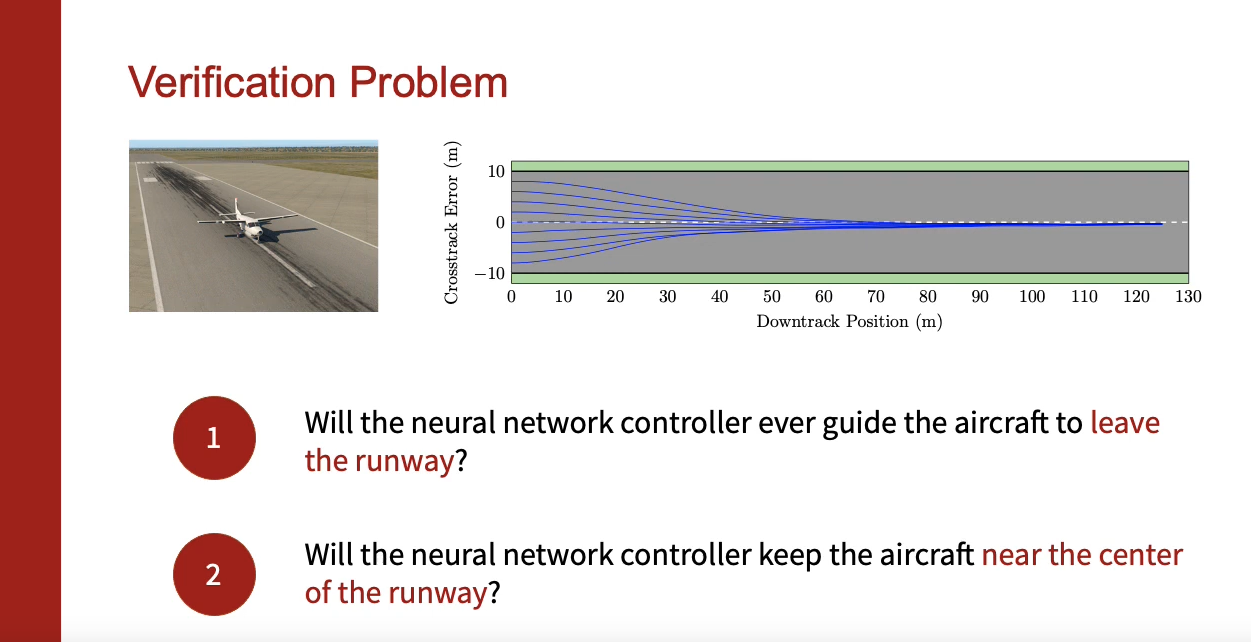 Verification Problem
Crosstrack Error (m)
10
0
−10
0 10 20 30 40 50 60 70 80 90 100 110 120 130
Downtrack Position (m)
1
Will the neural network controller ever guide the aircraft to leave
the runway?
2
Will the neural network controller keep the aircraft near the center
of the runway?